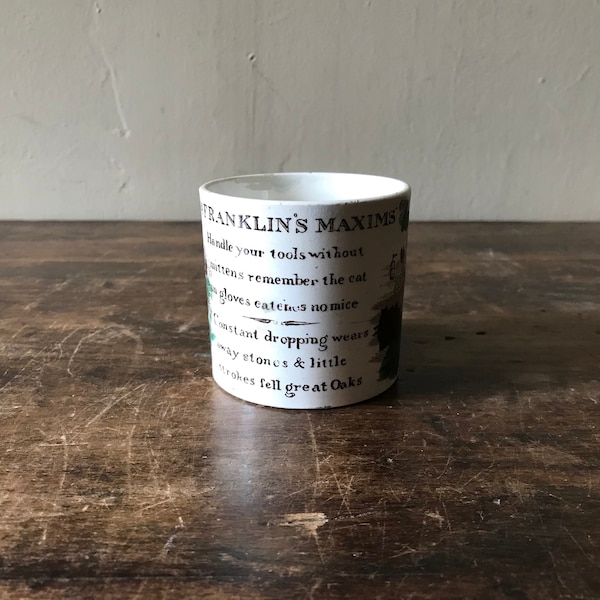 FRANKLIN'S MAXIMS
Handle your tools without
mittens remember the cat
in gloves catches no mice
Constant dropping wears
away stones & little
strokes fell great Oaks